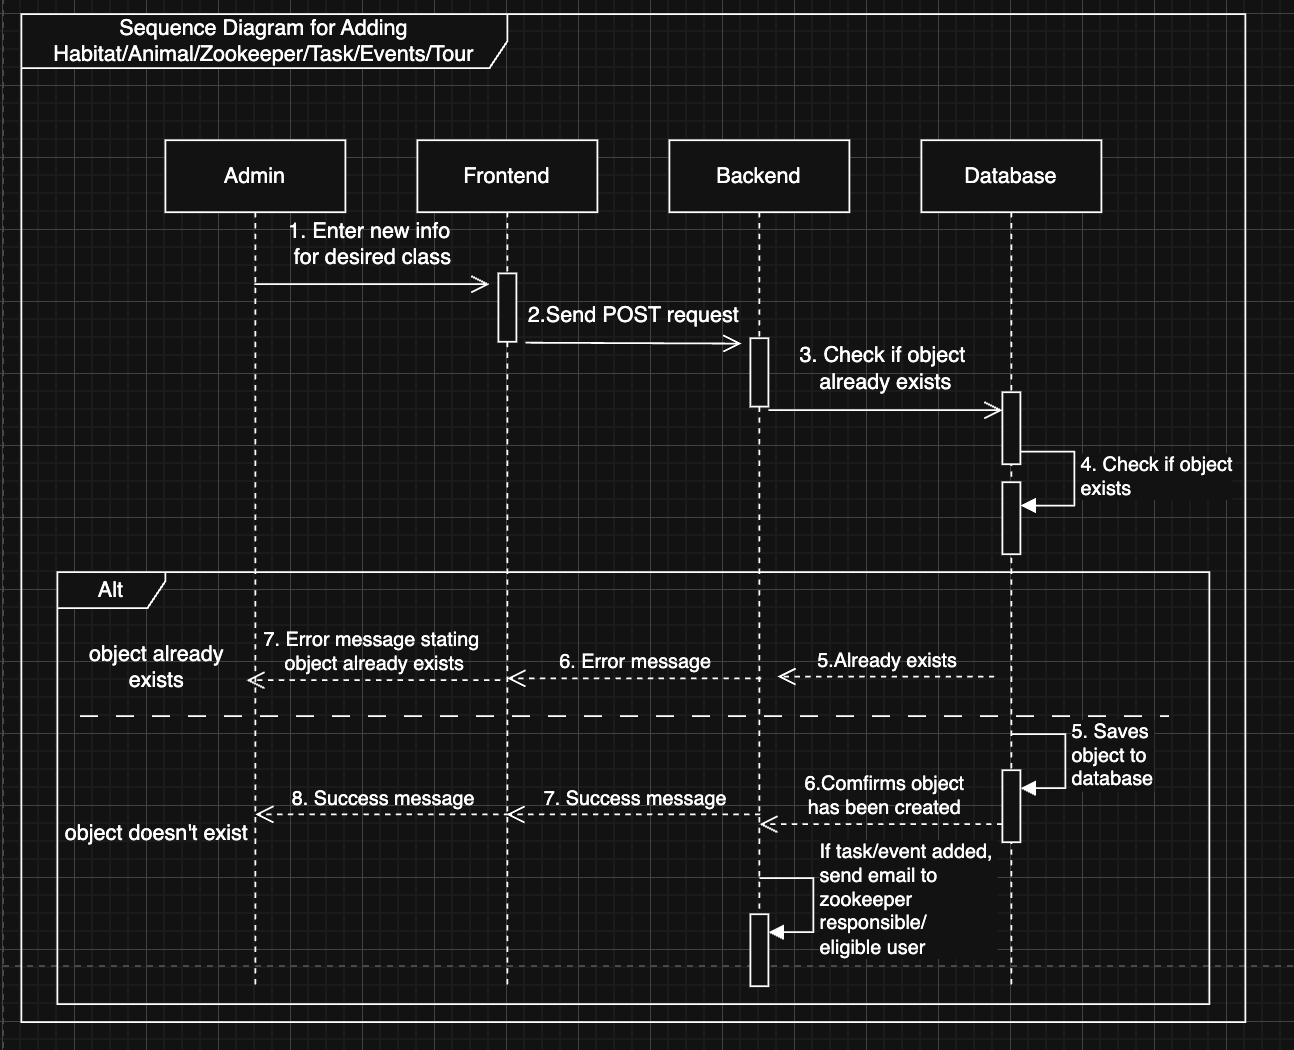 Sequence Diagram for Adding
Habitat/Animal/Zookeeper/Task/Events/Tour
Admin
Frontend
Backend
Database
1. Enter new info
for desired class
2.Send POST request
3. Check if object
already exists
4. Check if object
exists
Alt
object already
exists
7. Error message stating
object already exists
6. Error message
5.Already exists
5. Saves
object to
database
6.Comfirms object
has been created
7. Success message
8. Success message
object doesn't exist
If task/event added,
send email to
zookeeper
responsible/
eligible user